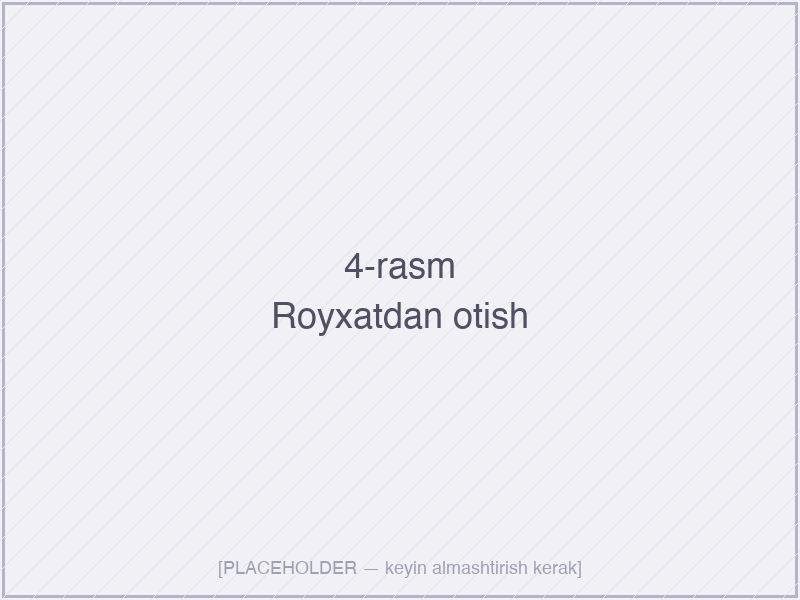 4-rasm
Royxatdan otish
[PLACEHOLDER — keyin almashtirish kerak]